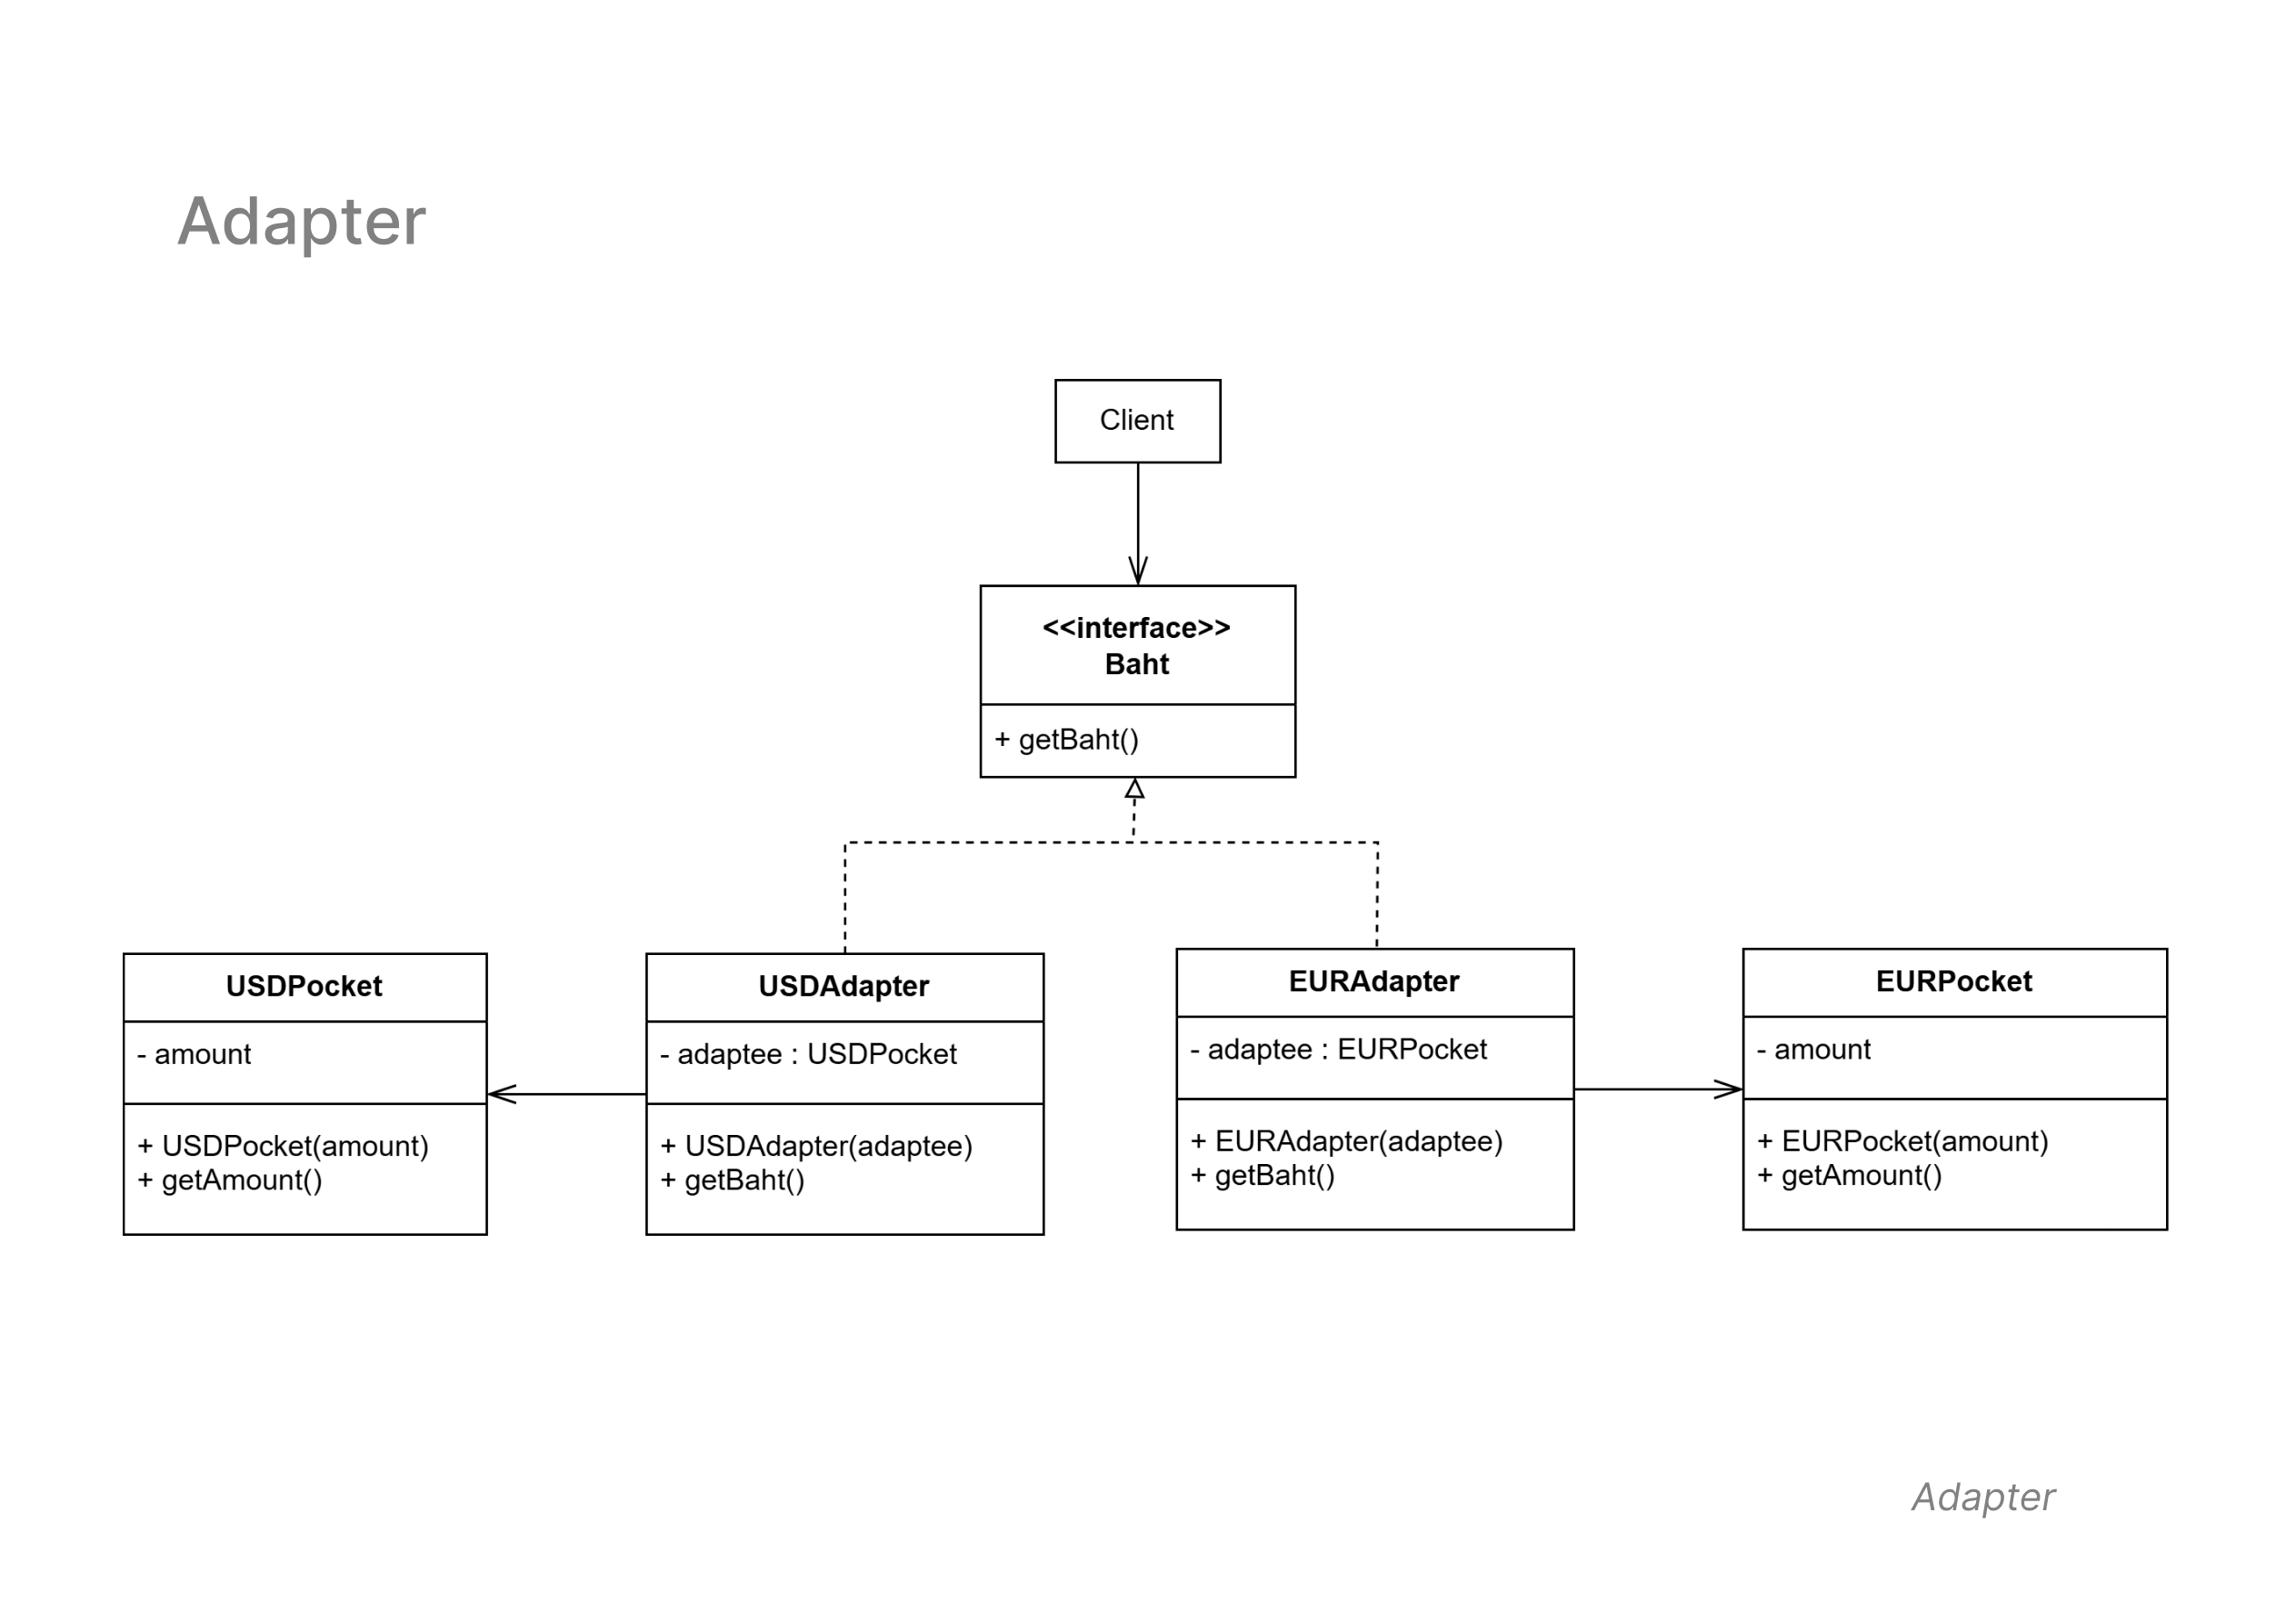 Adapter
Client
<<interface>>
Baht
+ getBaht()
USDPocket
- amount
+ USDPocket(amount)
+ getAmount()
USDAdapter
- adaptee : USDPocket
+ USDAdapter(adaptee)
+ getBaht()
EURAdapter
- adaptee : EURPocket
+ EURAdapter(adaptee)
+ getBaht()
EURPocket
- amount
+ EURPocket(amount)
+ getAmount()
Adapter